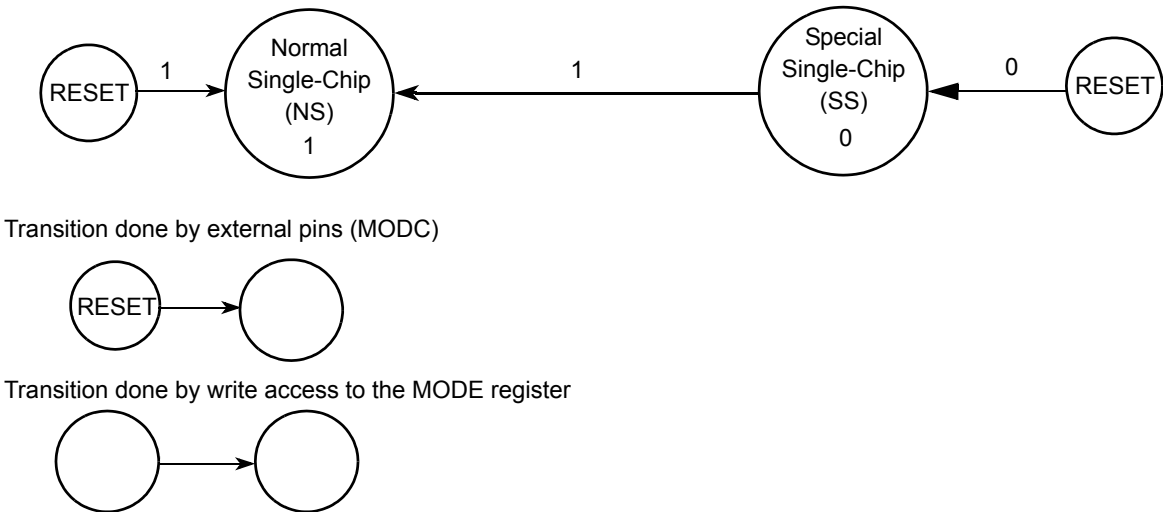 RESET
1
Normal
Single-Chip
(NS)
1
1
Special
Single-Chip
(SS)
0
0
RESET
Transition done by external pins (MODC)
RESET
Transition done by write access to the MODE register